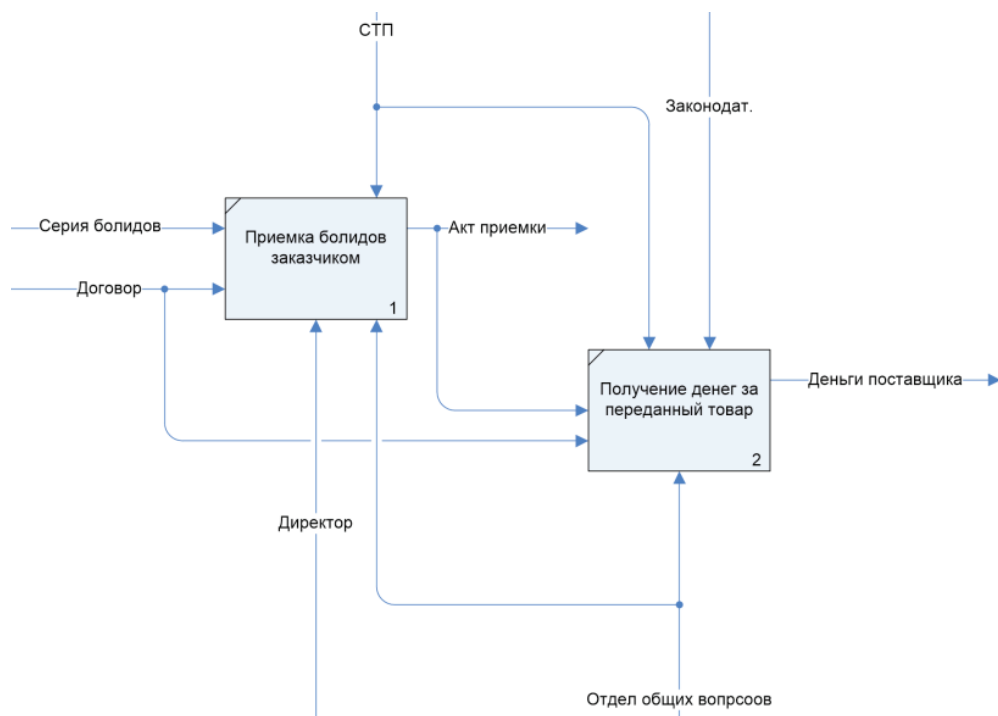 СТП
Законодат.
Серия болидов
Приемка болидов
заказчиком
1
Акт приемки
Договор
Получение денег за
переданный товар
2
Деньги поставщика
Директор
Отдел общих вопрсоов